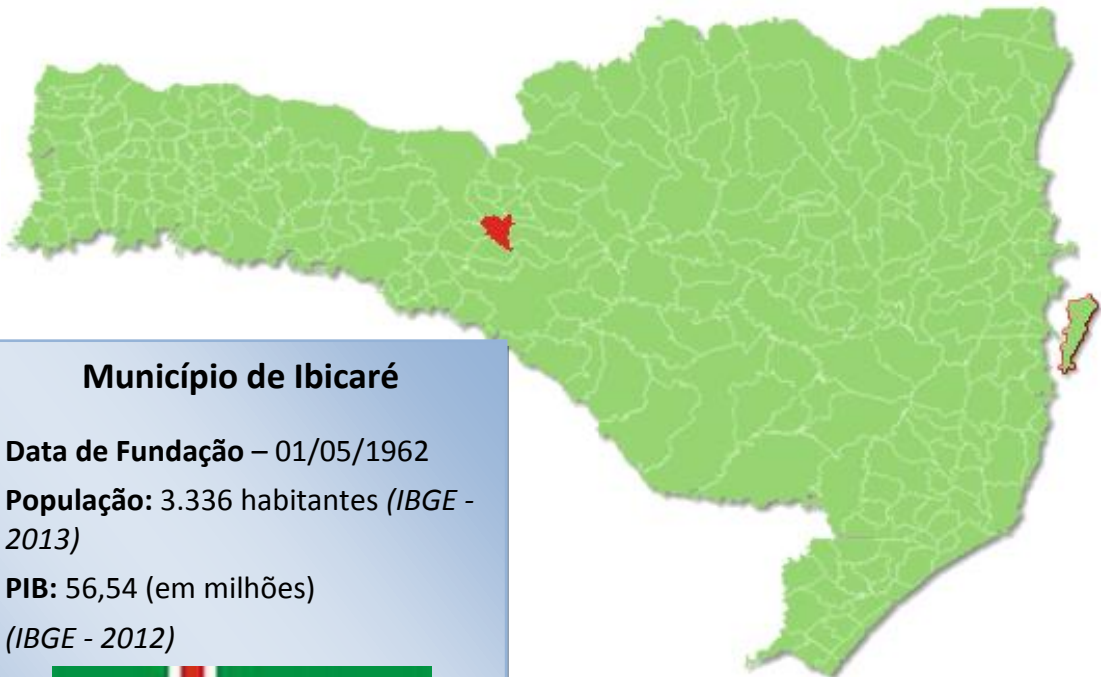 Município de Ibicaré
Data de Fundação – 01/05/1962
População: 3.336 habitantes (IBGE -
2013)
PIB: 56,54 (em milhões)
(IBGE - 2012)